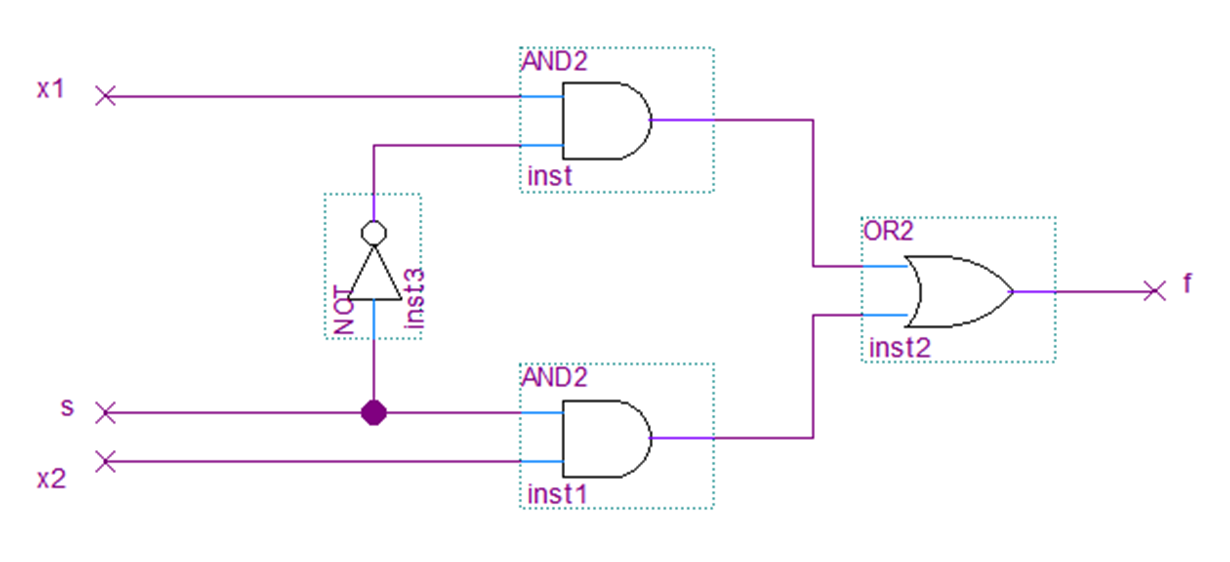 AND2
x1
inst
OR2
NOT
inst3
f
inst2
AND2
s
x2
inst1